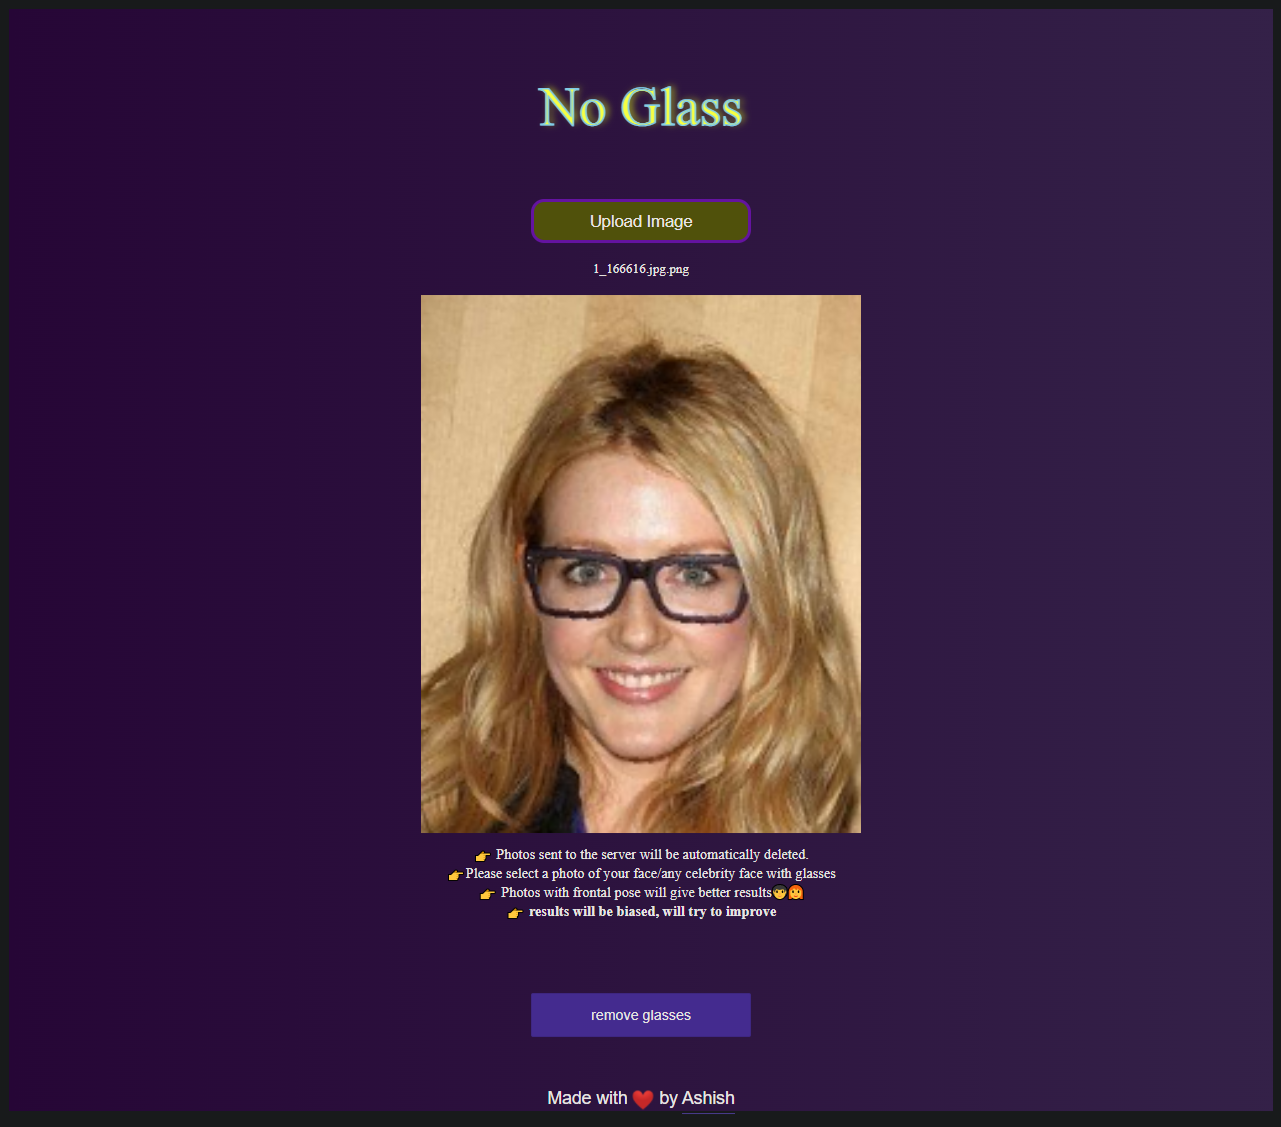 No Glass
Upload Image
1_166616.jpg.png
👉 Photos sent to the server will be automatically deleted.
👉Please select a photo of your face/any celebrity face with glasses
👉 Photos with frontal pose will give better results🧑👩‍🦰
👉 results will be biased, will try to improve
remove glasses
Made with ❤️ by Ashish